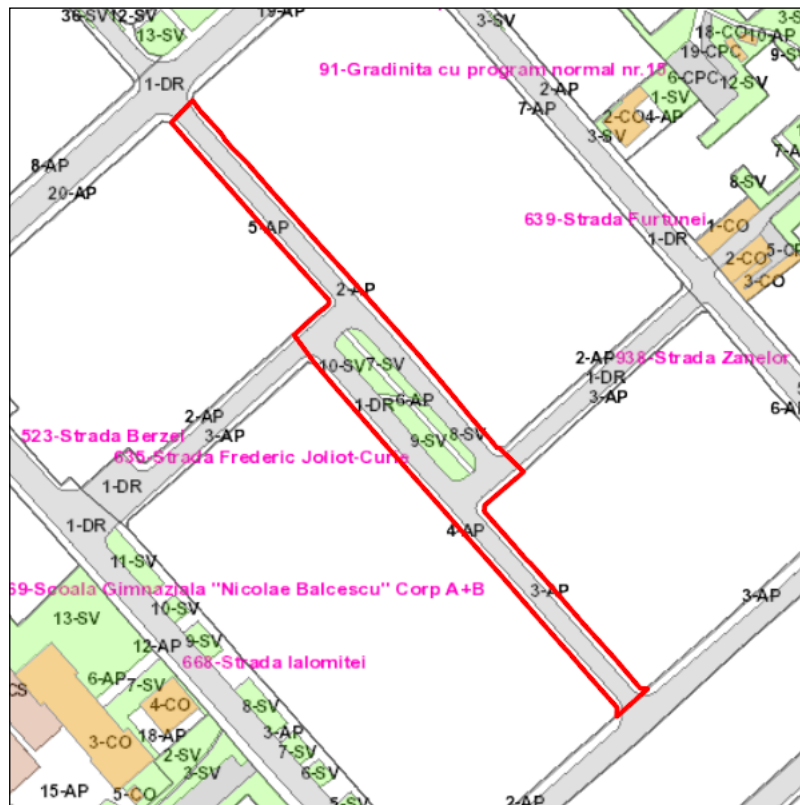 36-SV
12-SV
19-AP
3-SV
13-SV
18-CO
10-AP
19-CPC
91-Gradinita cu program normal nr.15
6-CPC
12-SV
1-DR
2-AP
1-SV
7-AP
2-CO
4-AP
3-SV
8-AP
8-SV
20-AP
639-Strada Furtunei
1-CO
5-AP
1-DR
2-CO
3-CO
2-AP
2-AP
938-Strada Zanelor
10-SV
7-SV
1-DR
3-AP
1-DR
6-AP
6-AP
2-AP
8-SV
523-Strada Berzei
3-AP
9-SV
635-Strada Frederic Joliot-Curie
1-DR
1-DR
4-AP
11-SV
69-Scoala Gimnaziala "Nicolae Balcescu" Corp A+B
3-AP
3-AP
10-SV
13-SV
12-AP
9-SV
668-Strada Ialomitei
6-AP
7-SV
CS
4-CO
8-SV
3-CO
18-AP
3-AP
2-SV
7-SV
3-SV
6-SV
15-AP
5-CO
5-SV
2-AP